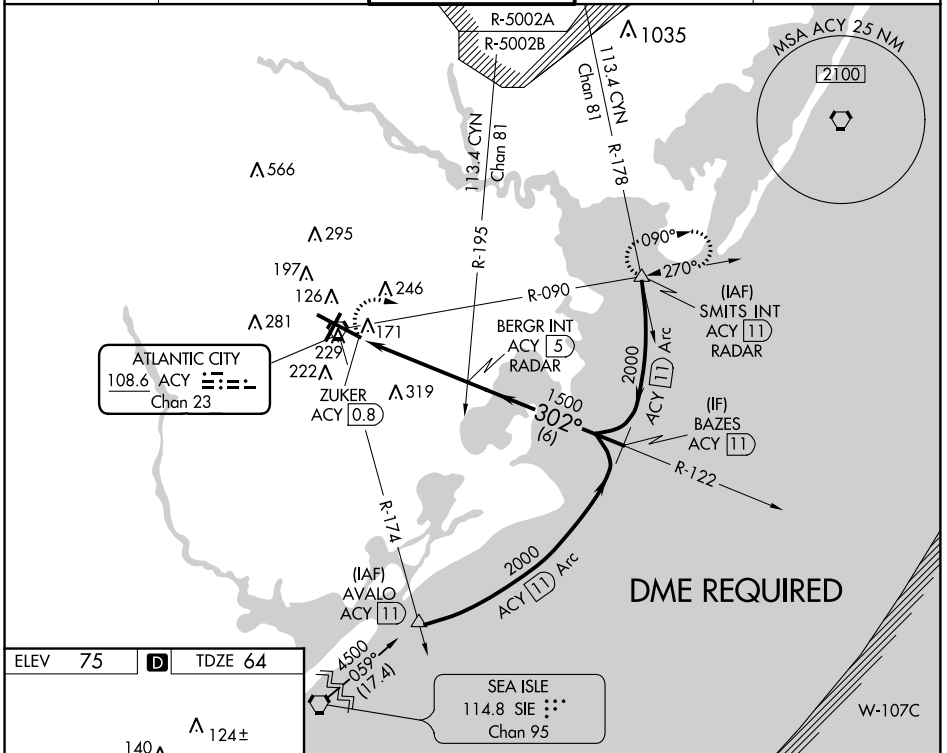 R-5002A
R-5002B
1035
MSA ACY 25 NM
2100
113.4 CYN
Chan 81
R-178
113.4 CYN
Chan 81
R-195
566
295
197
126
246
281
171
229
222
319
090°
270°
R-090
(IAF)
SMITS INT
ACY 11
RADAR
BERGR INT
ACY 5
RADAR
ATLANTIC CITY
108.6 ACY
Chan 23
ZUKER
ACY 0.8
2000
ACY 11 Arc
1500
302°
(6)
(IF)
BAZES
ACY 11
R-122
R-174
2000
ACY 11 Arc
(IAF)
AVALO
ACY 11
DME REQUIRED
4500
059°
(17.4)
SEA ISLE
114.8 SIE
Chan 95
W-107C
ELEV 75 D TDZE 64
124±
140